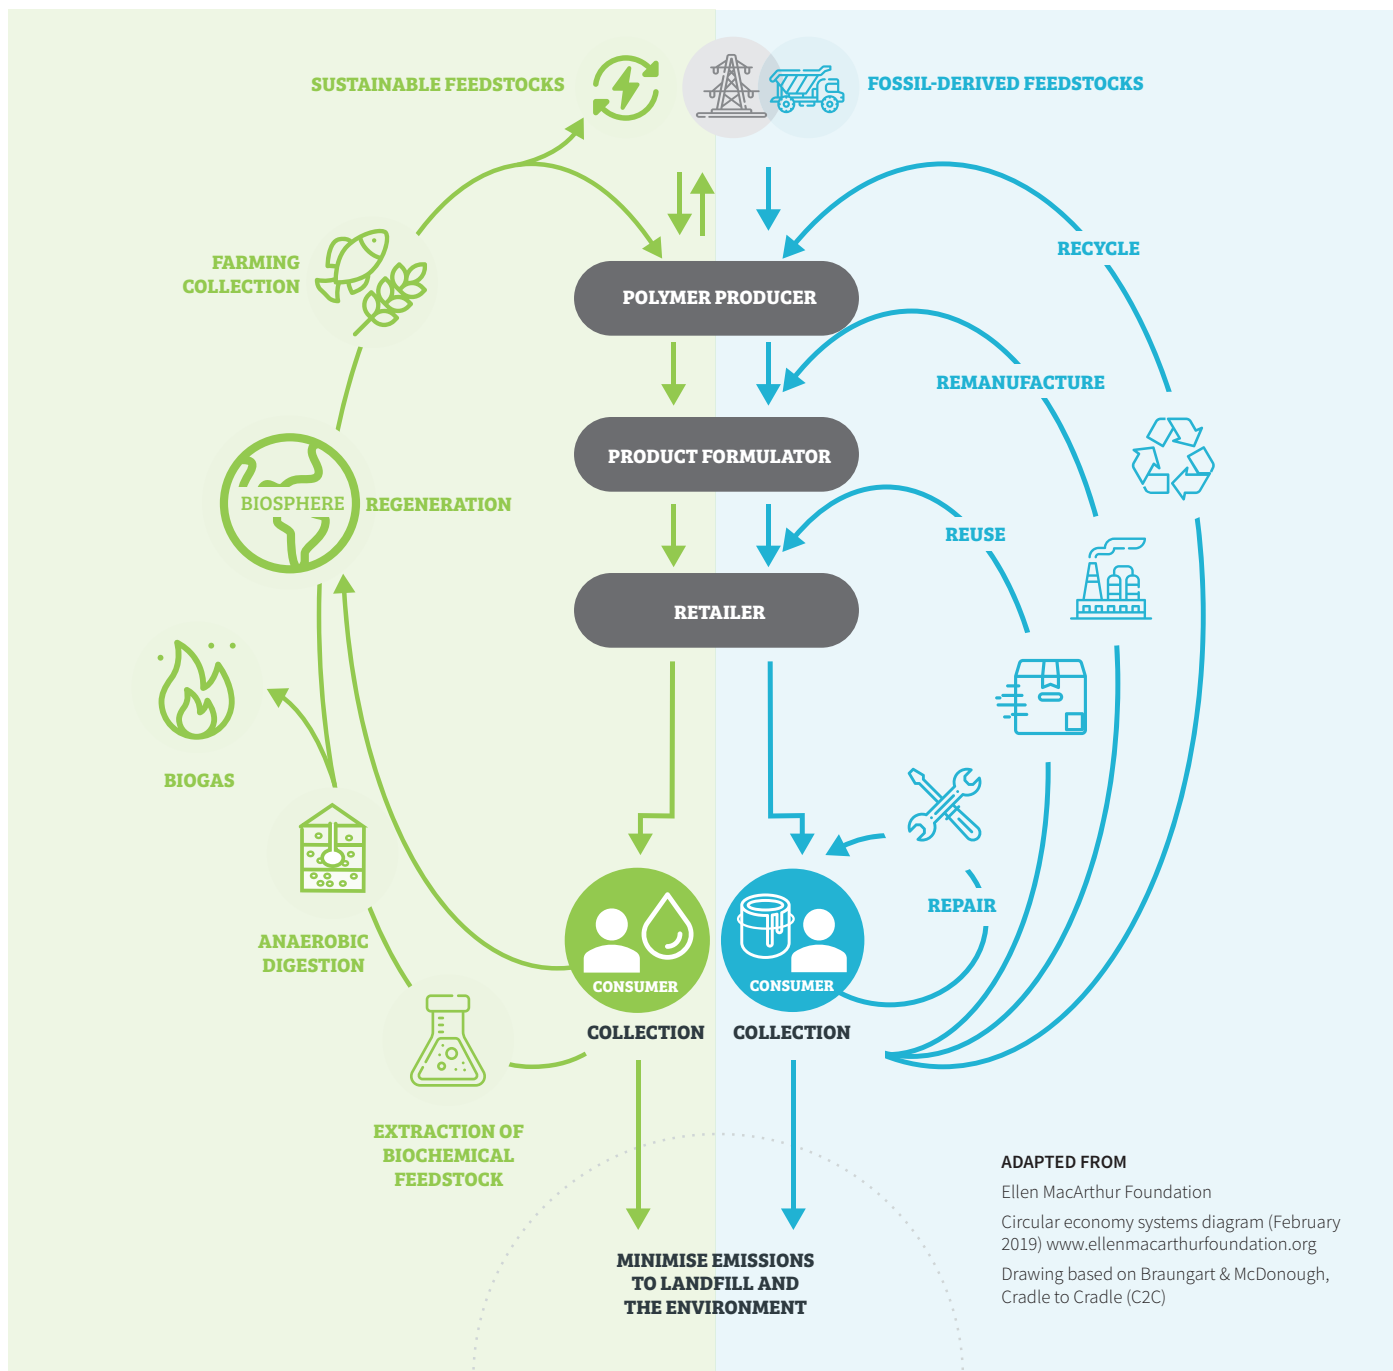 SUSTAINABLE FEEDSTOCKS
FOSSIL-DERIVED FEEDSTOCKS
FARMING
COLLECTION
RECYCLE
POLYMER PRODUCER
REMANUFACTURE
PRODUCT FORMULATOR
BIOSPHERE
REGENERATION
REUSE
RETAILER
BIOGAS
REPAIR
ANAEROBIC
DIGESTION
CONSUMER
CONSUMER
COLLECTION
COLLECTION
EXTRACTION OF
BIOCHEMICAL
FEEDSTOCK
MINIMISE EMISSIONS
TO LANDFILL AND
THE ENVIRONMENT
ADAPTED FROM
Ellen MacArthur Foundation
Circular economy systems diagram (February
2019) www.ellenmacarthurfoundation.org
Drawing based on Braungart & McDonough,
Cradle to Cradle (C2C)